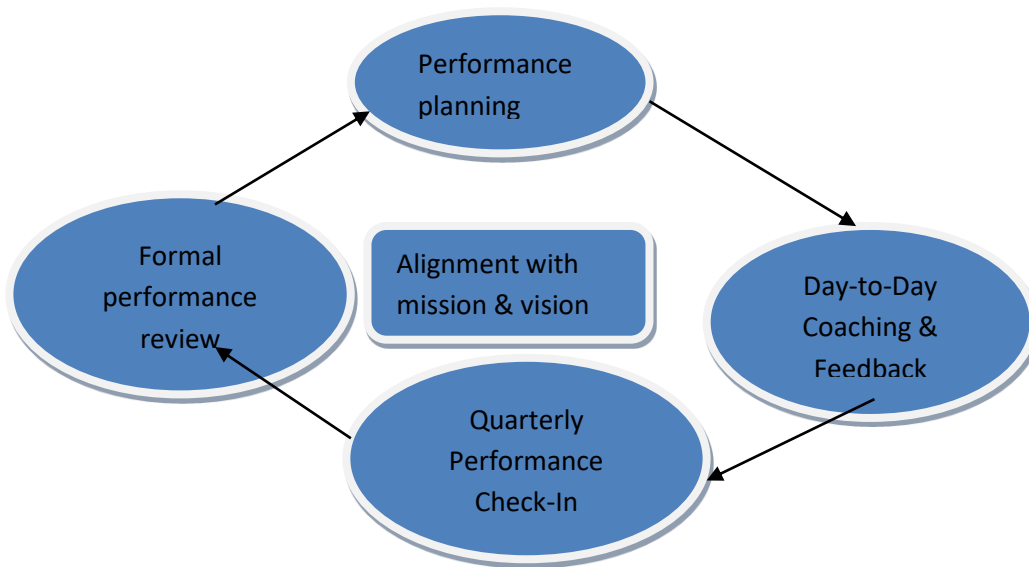 Performance
planning
Formal
performance
review
Alignment with
mission & vision
Day-to-Day
Coaching &
Feedback
Quarterly
Performance
Check-In